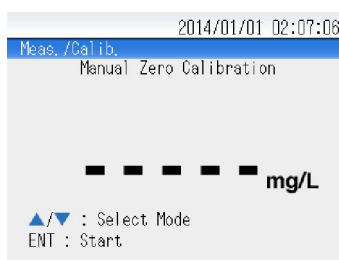 2014/01/01 02:07:06
Meas./Calib.
Manual Zero Calibration
- - - - - mg/L
▲/▼ : Select Mode
ENT : Start